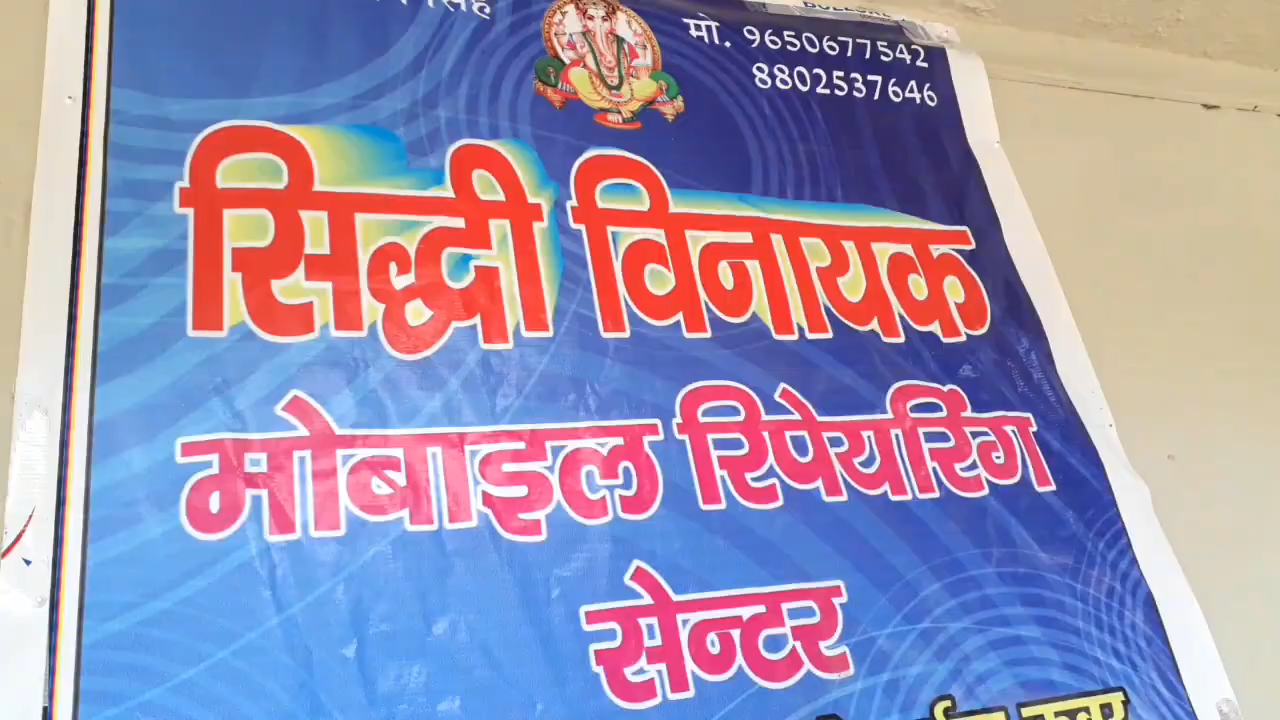 सिंह
मो. 9650677542
8802537646
सिद्धी विनायक
मोबाइल रिपेयरिंग
सेन्टर